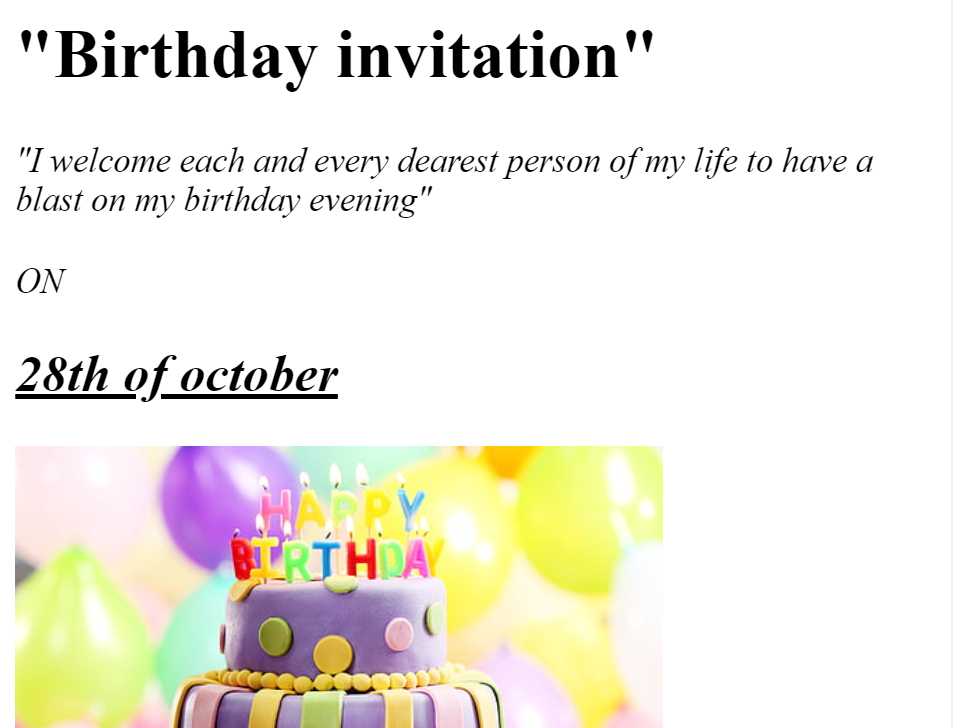 "Birthday invitation"
"I welcome each and every dearest person of my life to have a
blast on my birthday evening"
ON
28th of october
HAPPY
BIRTHDAY